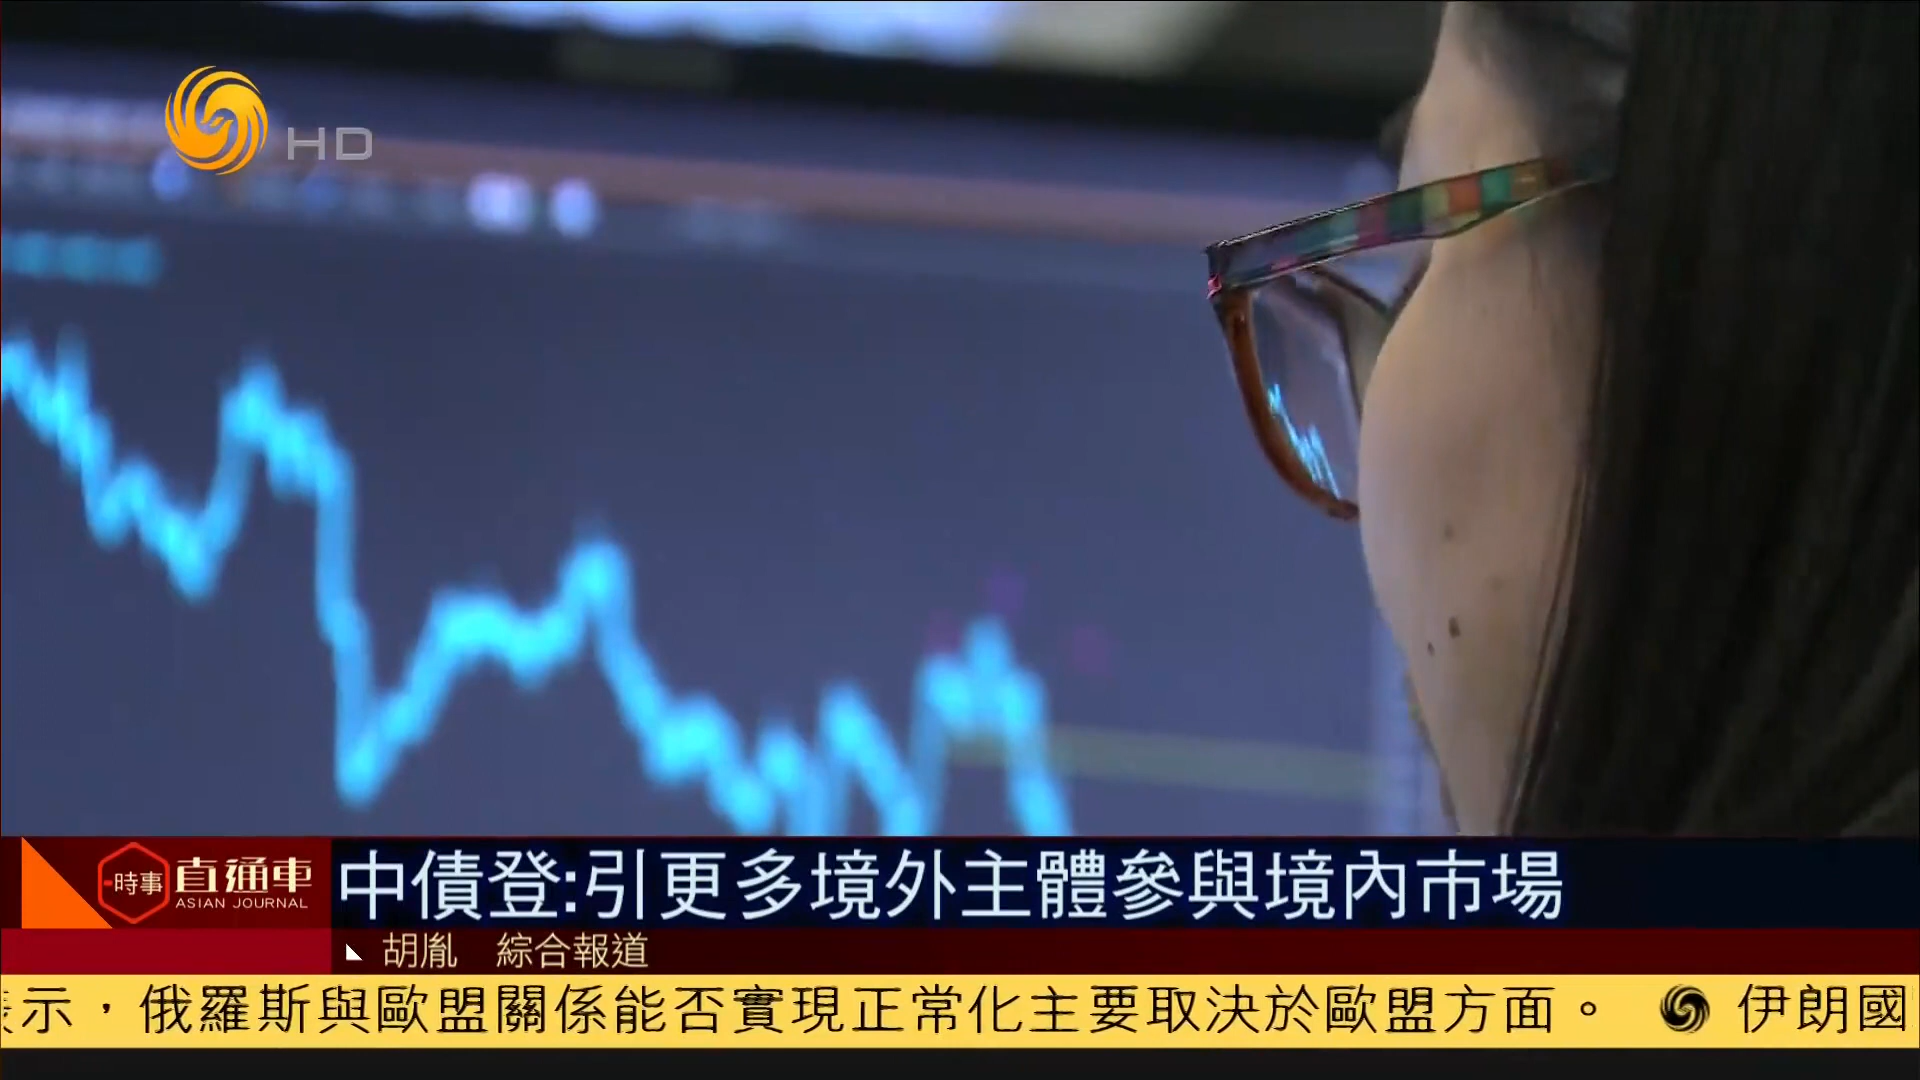 HD
時事 直通車
ASIAN JOURNAL
中債登:引更多境外主體參與境內市場
胡胤 綜合報道
示，俄羅斯與歐盟關係能否實現正常化主要取決於歐盟方面。 伊朗國